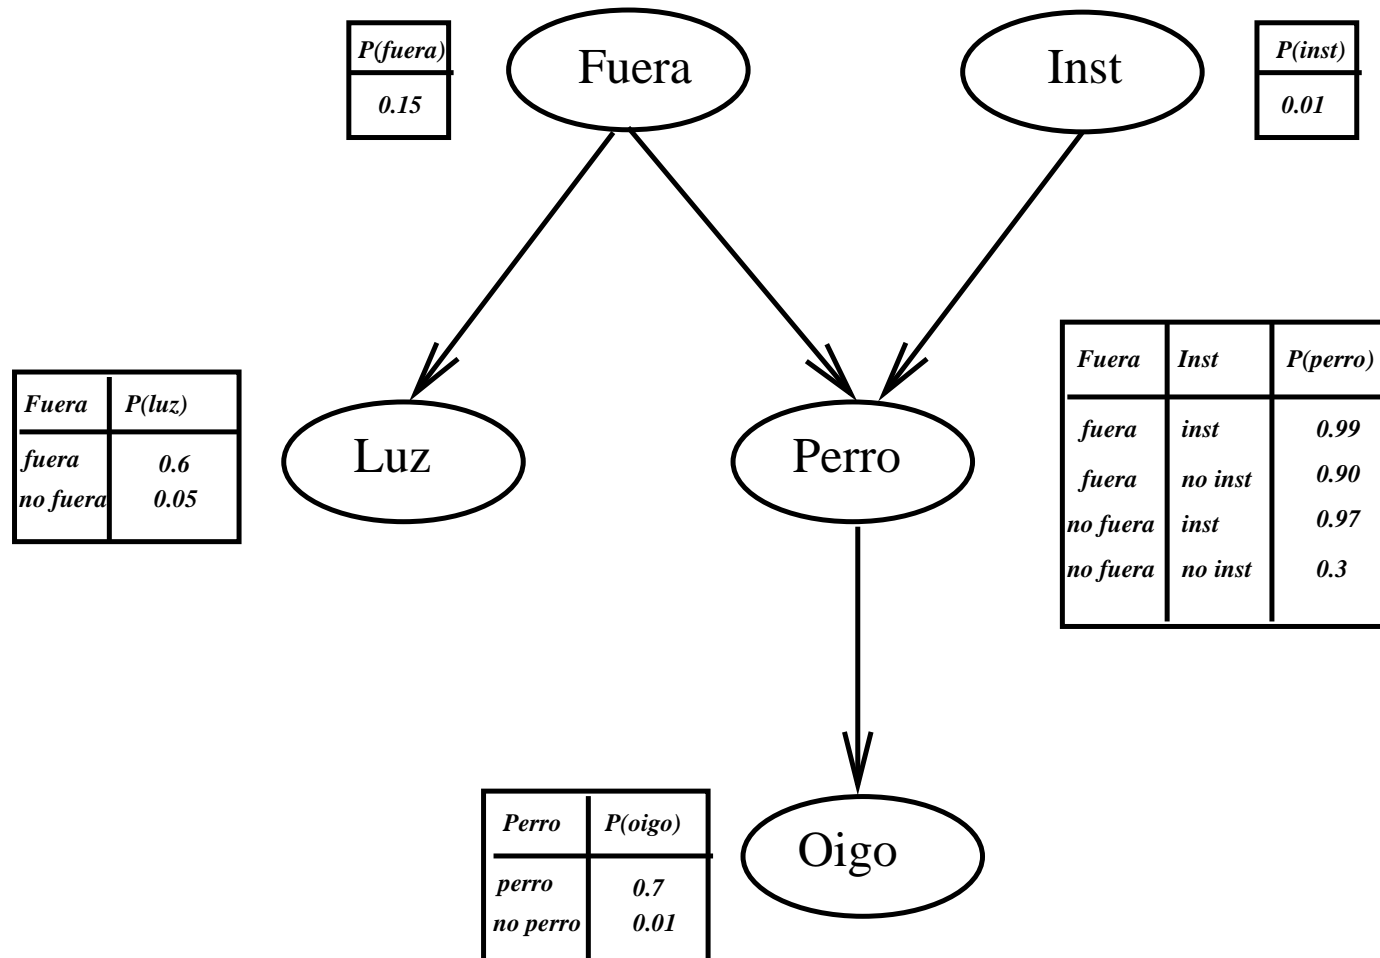 P(fuera)
0.15
Fuera
Inst
P(inst)
0.01
Fuera P(luz)
fuera 0.6
no fuera 0.05
Luz
Perro
Fuera Inst P(perro)
fuera inst 0.99
fuera no inst 0.90
no fuera inst 0.97
no fuera no inst 0.3
Perro P(oigo)
perro 0.7
no perro 0.01
Oigo